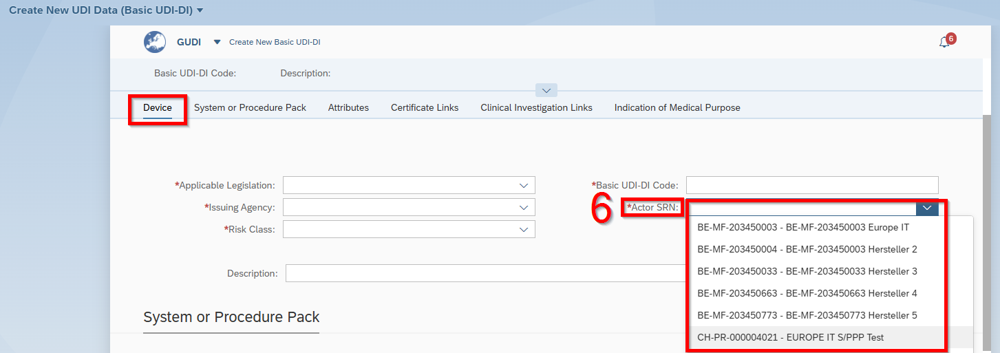 Create New UDI Data (Basic UDI-DI)
GUDI Create New Basic UDI-DI
6
Basic UDI-DI Code: Description:
Device System or Procedure Pack Attributes Certificate Links Clinical Investigation Links Indication of Medical Purpose
*Applicable Legislation: *Basic UDI-DI Code:
*Issuing Agency: 6 *Actor SRN:
*Risk Class:
BE-MF-203450003 - BE-MF-203450003 Europe IT
BE-MF-203450004 - BE-MF-203450003 Hersteller 2
BE-MF-203450033 - BE-MF-203450033 Hersteller 3
BE-MF-203450663 - BE-MF-203450663 Hersteller 4
BE-MF-203450773 - BE-MF-203450773 Hersteller 5
CH-PR-000004021 - EUROPE IT S/PPP Test
Description:
System or Procedure Pack